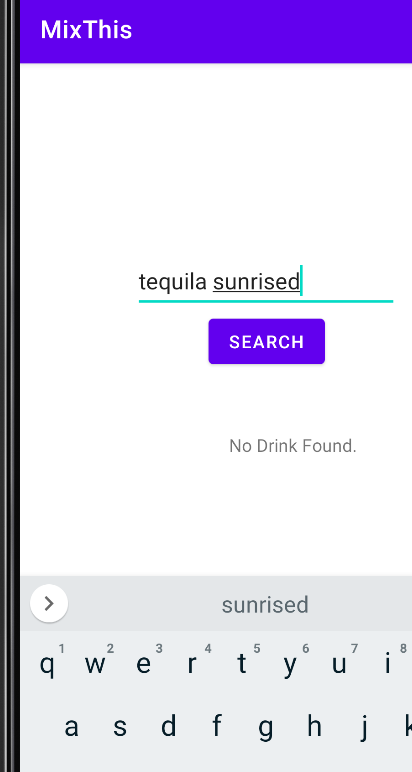 MixThis
tequila sunrised
SEARCH
No Drink Found.
sunrised
1 2 3 4 5 6 7 8
q w e r t y u i
a s d f g h j k